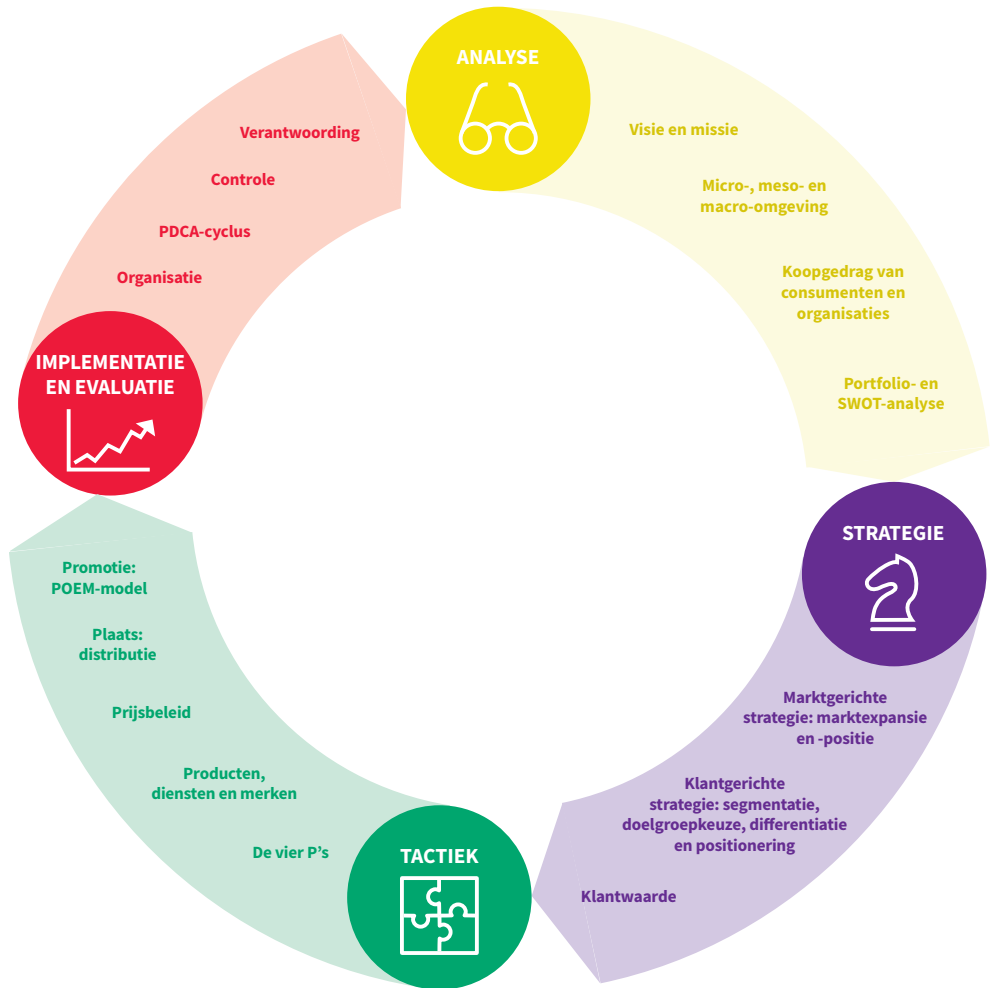 ANALYSE
Visie en missie
Micro-, meso- en
macro-omgeving
Koopgedrag van
consumenten en
organisaties
Portfolio- en
SWOT-analyse
STRATEGIE
Marktgerichte
strategie: marktexpansie
en -positie
Klantgerichte
strategie: segmentatie,
doelgroepkeuze, differentiatie
en positionering
Klantwaarde
TACTIEK
De vier P’s
Producten,
diensten en merken
Prijsbeleid
Plaats:
distributie
Promotie:
POEM-model
IMPLEMENTATIE
EN EVALUATIE
Organisatie
PDCA-cyclus
Controle
Verantwoording